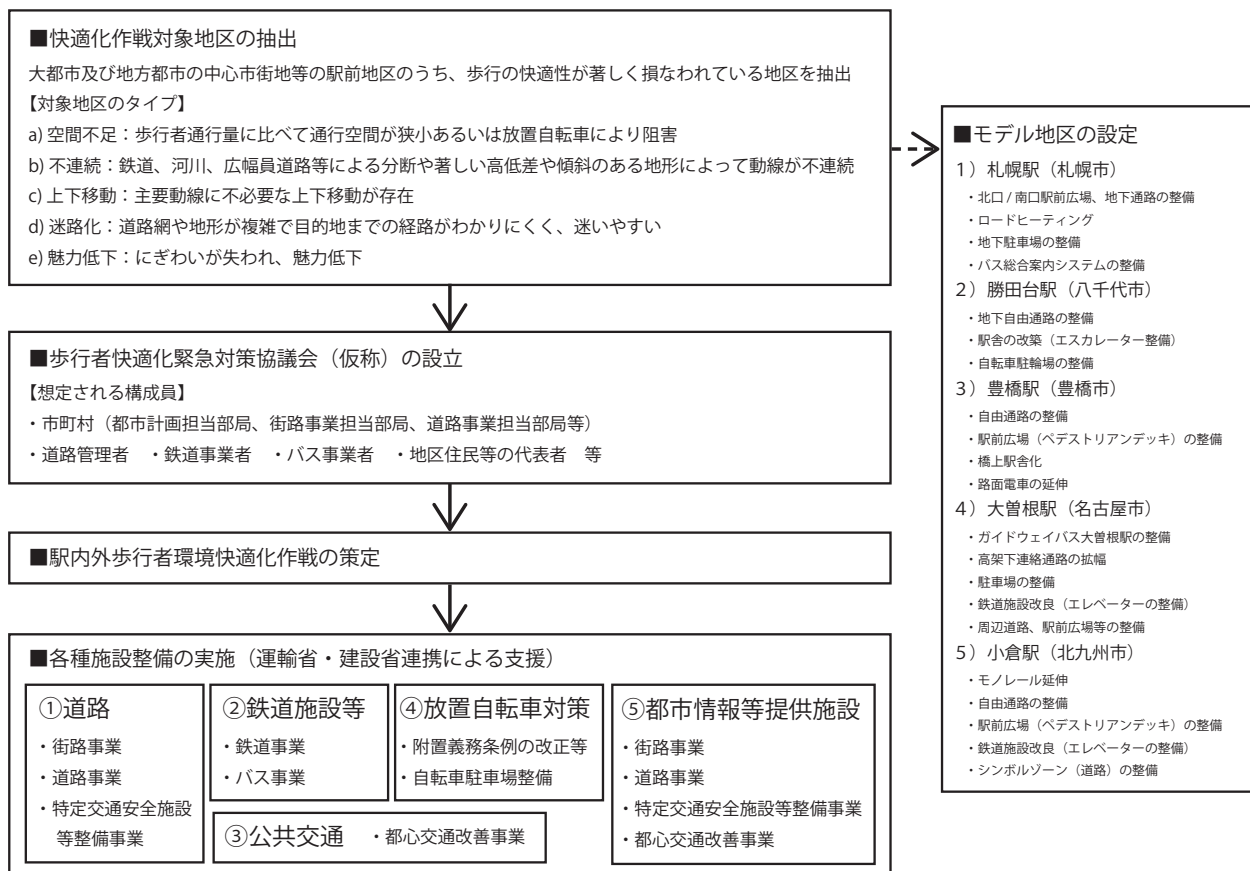 ■快適化作戦対象地区の抽出
大都市及び地方都市の中心市街地等の駅前地区のうち、歩行の快適性が著しく損なわれている地区を抽出
【対象地区のタイプ】
a) 空間不足：歩行者通行量に比べて通行空間が狭小あるいは放置自転車により阻害
b) 不連続：鉄道、河川、広幅員道路等による分断や著しい高低差や傾斜のある地形によって動線が不連続
c) 上下移動：主要動線に不必要な上下移動が存在
d) 迷路化：道路網や地形が複雑で目的地までの経路がわかりにくく、迷いやすい
e) 魅力低下：にぎわいが失われ、魅力低下
■歩行者快適化緊急対策協議会（仮称）の設立
【想定される構成員】
・市町村（都市計画担当部局、街路事業担当部局、道路事業担当部局等）
・道路管理者　・鉄道事業者　・バス事業者　・地区住民等の代表者　等
■駅内外歩行者環境快適化作戦の策定
■各種施設整備の実施（運輸省・建設省連携による支援）
①道路
・街路事業
・道路事業
・特定交通安全施設
等整備事業
②鉄道施設等
・鉄道事業
・バス事業
③公共交通　・都心交通改善事業
④放置自転車対策
・附置義務条例の改正等
・自転車駐車場整備
⑤都市情報等提供施設
・街路事業
・道路事業
・特定交通安全施設等整備事業
・都心交通改善事業
■モデル地区の設定
1）札幌駅（札幌市）
・北口 / 南口駅前広場、地下通路の整備
・ロードヒーティング
・地下駐車場の整備
・バス総合案内システムの整備
2）勝田台駅（八千代市）
・地下自由通路の整備
・駅舎の改築（エスカレーター整備）
・自転車駐輪場の整備
3）豊橋駅（豊橋市）
・自由通路の整備
・駅前広場（ペデストリアンデッキ）の整備
・橋上駅舎化
・路面電車の延伸
4）大曽根駅（名古屋市）
・ガイドウェイバス大曽根駅の整備
・高架下連絡通路の拡幅
・駐車場の整備
・鉄道施設改良（エレベーターの整備）
・周辺道路、駅前広場等の整備
5）小倉駅（北九州市）
・モノレール延伸
・自由通路の整備
・駅前広場（ペデストリアンデッキ）の整備
・鉄道施設改良（エレベーターの整備）
・シンボルゾーン（道路）の整備